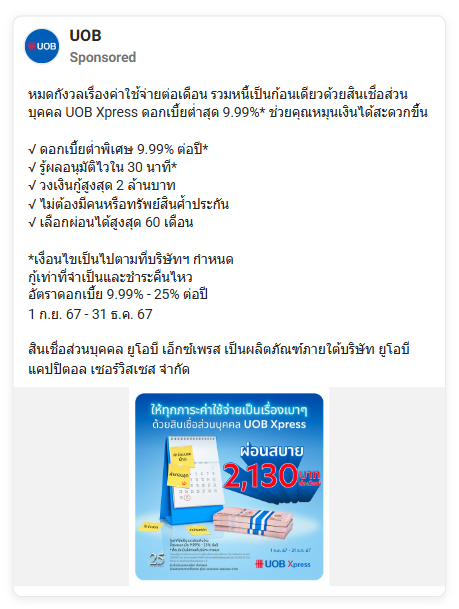 UOB
UOB
Sponsored
หมดกังวลเรื่องค่าใช้จ่ายต่อเดือน รวมหนี้เป็นก้อนเดียวด้วยสินเชื่อส่วน
บุคคล UOB Xpress ดอกเบี้ยต่ำสุด 9.99%* ช่วยคุณหมุนเงินได้สะดวกขึ้น
√ ดอกเบี้ยต่ำพิเศษ 9.99% ต่อปี*
√ รู้ผลอนุมัติไวใน 30 นาที*
√ วงเงินกู้สูงสุด 2 ล้านบาท
√ ไม่ต้องมีคนหรือทรัพย์สินค้ำประกัน
√ เลือกผ่อนได้สูงสุด 60 เดือน
*เงื่อนไขเป็นไปตามที่บริษัทฯ กำหนด
กู้เท่าที่จำเป็นและชำระคืนไหว
อัตราดอกเบี้ย 9.99% - 25% ต่อปี
1 ก.ย. 67 - 31 ธ.ค. 67
สินเชื่อส่วนบุคคล ยูโอบี เอ็กซ์เพรส เป็นผลิตภัณฑ์ภายใต้บริษัท ยูโอบี
แคปปิตอล เซอร์วิสเซส จำกัด
ให้ทุกภาระค่าใช้จ่ายเป็นเรื่องเบาๆ
ด้วยสินเชื่อส่วนบุคคล UOB Xpress
ผ่อนสบาย
2,130 บาท
25
1 ก.ย. 67 - 31 ธ.ค. 67
UOB Xpress